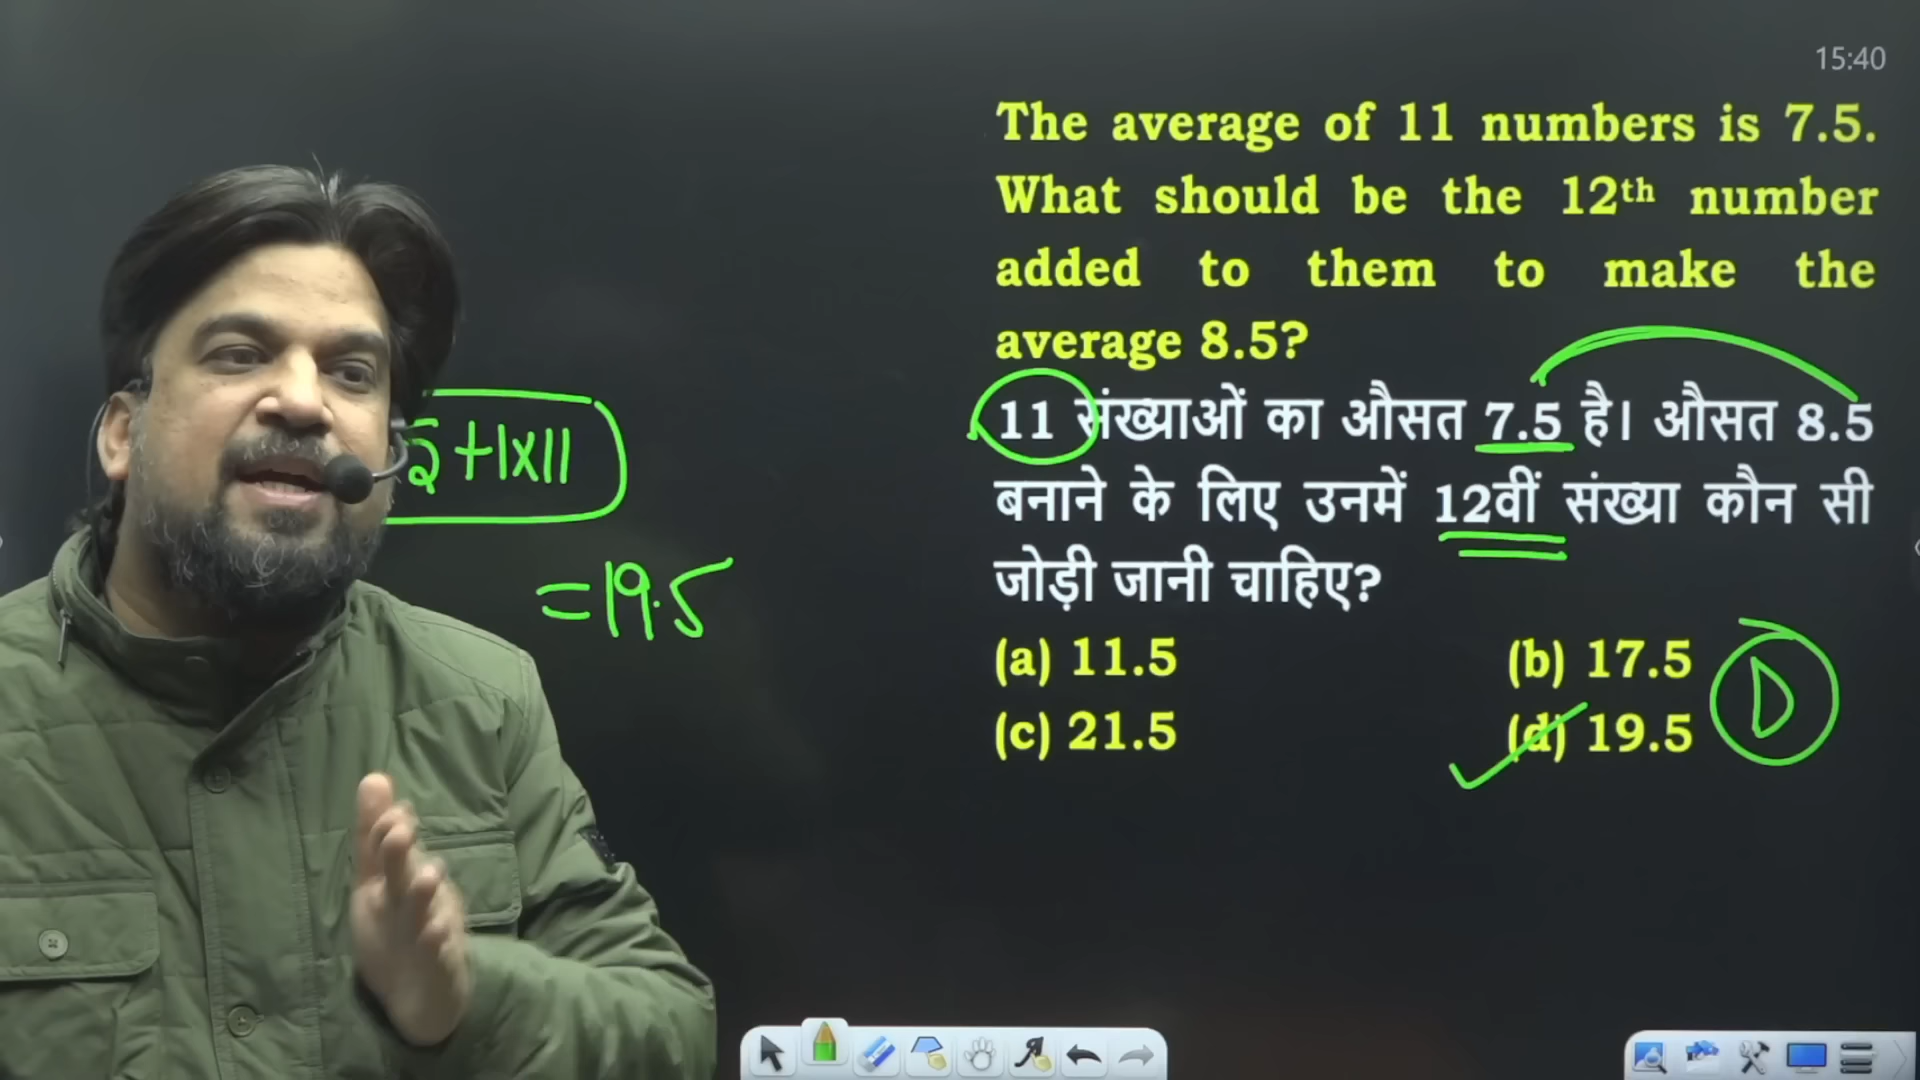 15:40
The average of 11 numbers is 7.5.
What should be the 12th number
added to them to make the
average 8.5?
11 संख्याओं का औसत 7.5 है। औसत 8.5
बनाने के लिए उनमें 12वीं संख्या कौन सी
जोड़ी जानी चाहिए?
(a) 11.5 (b) 17.5
(c) 21.5 (d) 19.5
D
5 + 1x11
= 19.5